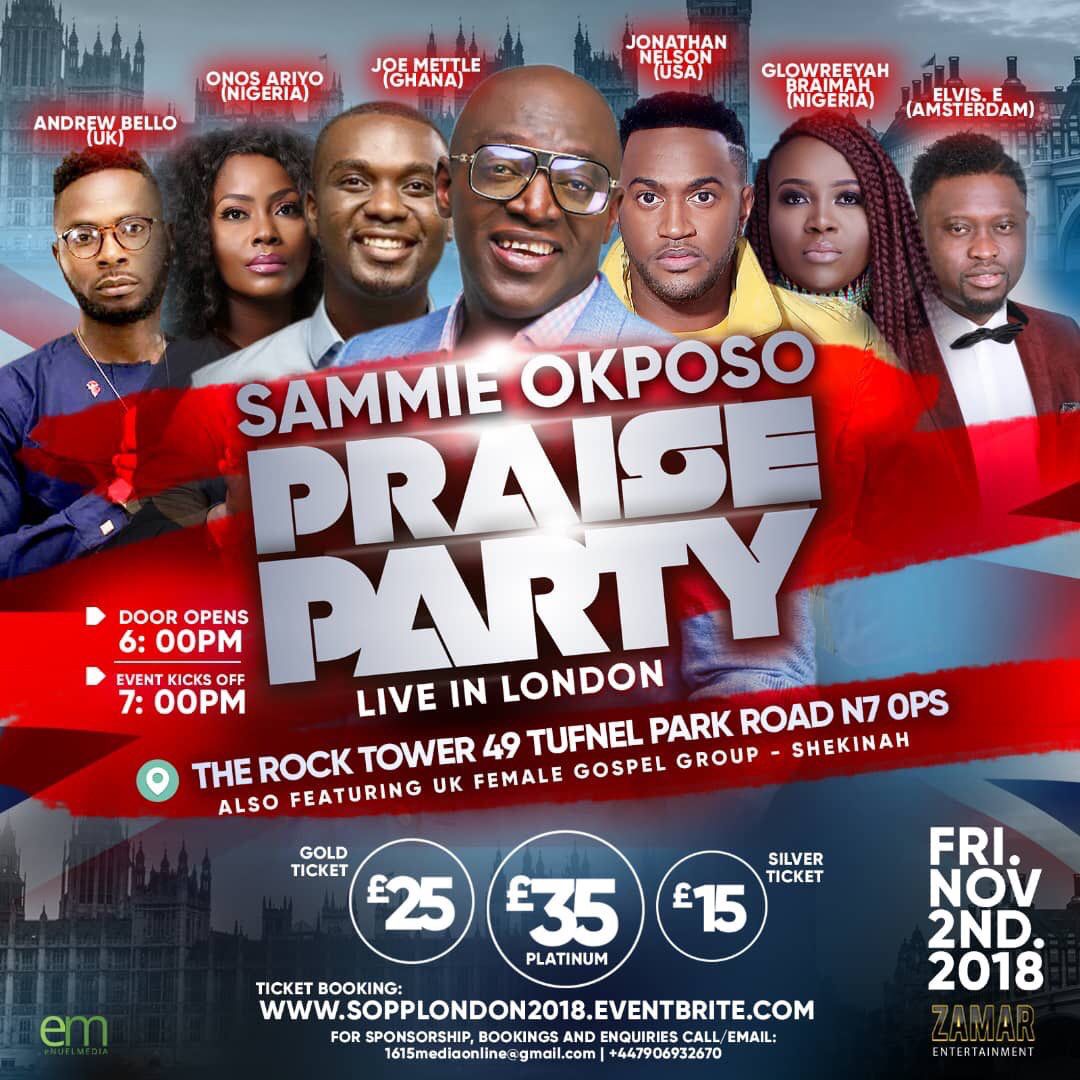 ANDREW BELLO
(UK)
ONOS ARIYO
(NIGERIA)
JOE METTLE
(GHANA)
JONATHAN
NELSON
(USA)
GLOWREEYAH
BRAIMAH
(NIGERIA)
ELVIS. E
(AMSTERDAM)
SAMMIE OKPOSO
PRAISE
PARTY
LIVE IN LONDON
DOOR OPENS
6: 00PM
EVENT KICKS OFF
7: 00PM
THE ROCK TOWER 49 TUFNEL PARK ROAD N7 0PS
ALSO FEATURING UK FEMALE GOSPEL GROUP - SHEKINAH
GOLD
TICKET
£25
£35
PLATINUM
£15
SILVER
TICKET
FRI.
NOV
2ND.
2018
TICKET BOOKING:
WWW.SOPPLONDON2018.EVENTBRITE.COM
FOR SPONSORSHIP, BOOKINGS AND ENQUIRIES CALL/EMAIL:
1615mediaonline@gmail.com | +447906932670
em
eNUELMEDIA
ZAMAR
ENTERTAINMENT